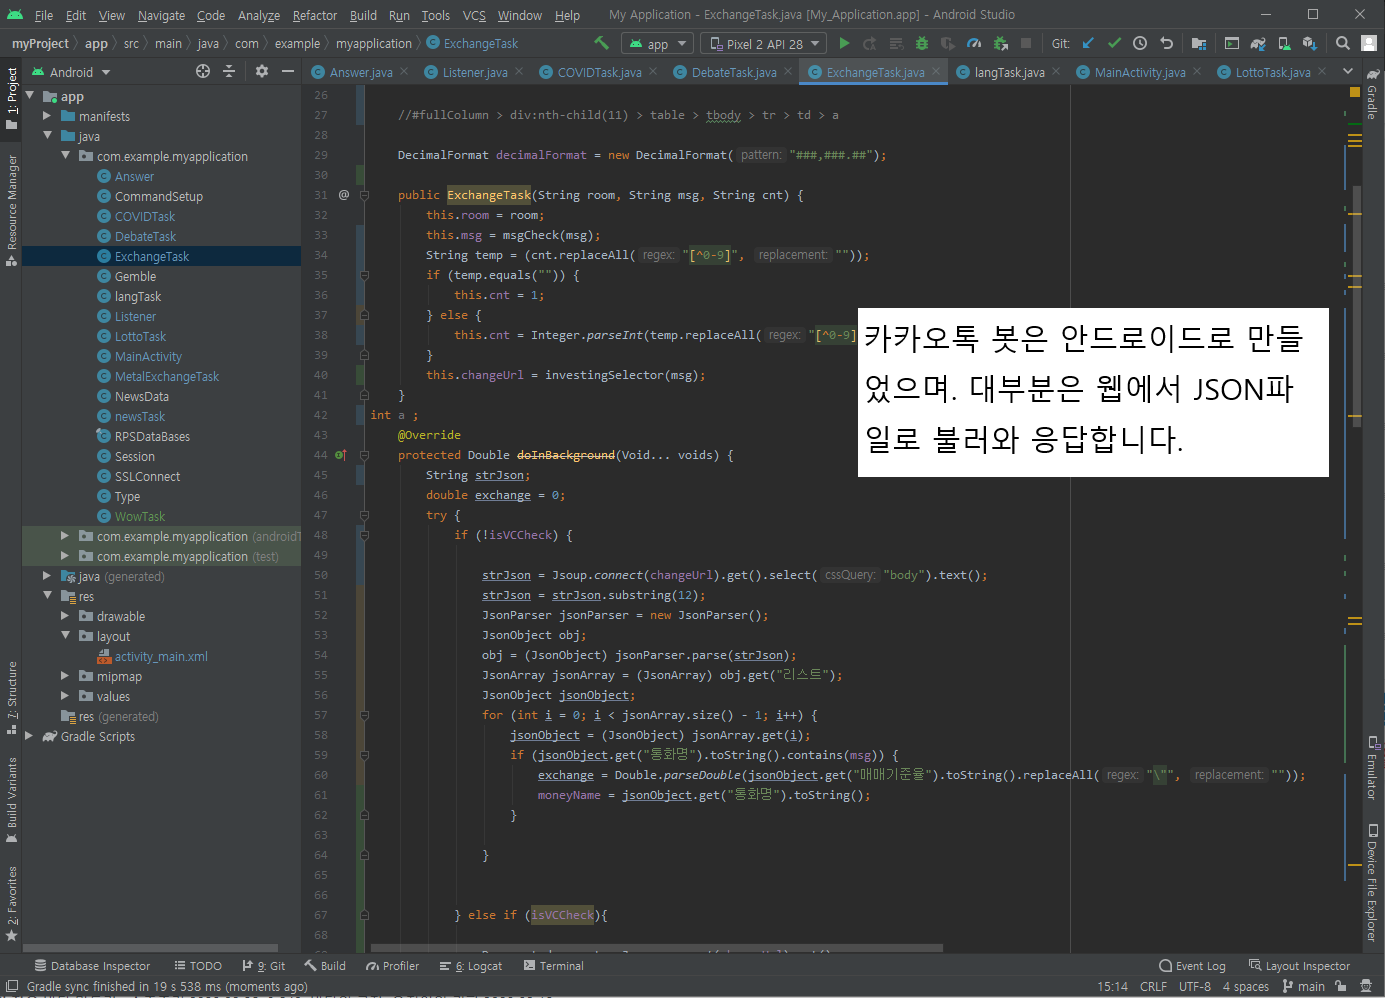 File Edit View Navigate Code Analyze Refactor Build Run Tools VCS Window Help My Application - ExchangeTask.java [My_Application.app] - Android Studio
myProject app src main java com example myapplication ExchangeTask app Pixel 2 API 28 Git:
Android Answer.java Listener.java COVIDTask.java DebateTask.java ExchangeTask.java langTask.java MainActivity.java LottoTask.java
1: Project
Resource Manager
7: Structure
Build Variants
2: Favorites
app
manifests
java
com.example.myapplication
Answer
CommandSetup
COVIDTask
DebateTask
ExchangeTask
Gemble
langTask
Listener
LottoTask
MainActivity
MetalExchangeTask
NewsData
newsTask
RPSDataBases
Session
SSLConnect
Type
WowTask
com.example.myapplication (androidT
com.example.myapplication (test)
java (generated)
res
drawable
layout
activity_main.xml
mipmap
values
res (generated)
Gradle Scripts
26
27 //#fullColumn > div:nth-child(11) > table > tbody > tr > td > a
28
29 DecimalFormat decimalFormat = new DecimalFormat( pattern: "###,###.##");
30
31 @ public ExchangeTask(String room, String msg, String cnt) {
32 this.room = room;
33 this.msg = msgCheck(msg);
34 String temp = (cnt.replaceAll( regex: "[^0-9]", replacement: ""));
35 if (temp.equals("")) {
36 this.cnt = 1;
37 } else {
38 this.cnt = Integer.parseInt(temp.replaceAll( regex: "[^0-9]
39 }
40 this.changeUrl = investingSelector(msg);
41 }
42 int a ;
43 @Override
44 protected Double doInBackground(Void... voids) {
45 String strJson;
46 double exchange = 0;
47 try {
48 if (!isVCCheck) {
49
50 strJson = Jsoup.connect(changeUrl).get().select( cssQuery: "body").text();
51 strJson = strJson.substring(12);
52 JsonParser jsonParser = new JsonParser();
53 JsonObject obj;
54 obj = (JsonObject) jsonParser.parse(strJson);
55 JsonArray jsonArray = (JsonArray) obj.get("리스트");
56 JsonObject jsonObject;
57 for (int i = 0; i < jsonArray.size() - 1; i++) {
58 jsonObject = (JsonObject) jsonArray.get(i);
59 if (jsonObject.get("통화명").toString().contains(msg)) {
60 exchange = Double.parseDouble(jsonObject.get("매매기준율").toString().replaceAll( regex: "\"", replacement: ""));
61 moneyName = jsonObject.get("통화명").toString();
62 }
63
64 }
65
66
67 } else if (isVCCheck){
68
카카오톡 봇은 안드로이드로 만들
었으며. 대부분은 웹에서 JSON파
일로 불러와 응답합니다.
Gradle
Emulator
Device File Explorer
Database Inspector TODO 9: Git Build Profiler 6: Logcat Terminal Event Log Layout Inspector
Gradle sync finished in 19 s 538 ms (moments ago) 15:14 CRLF UTF-8 4 spaces main